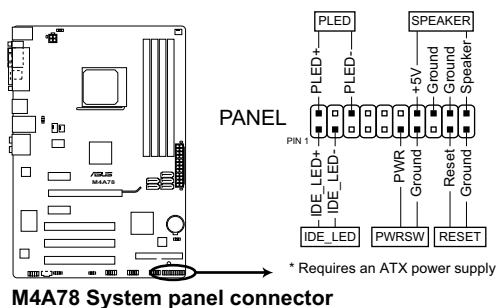 PLED
SPEAKER
PLED+
PLED-
+5V
Ground
Ground
Speaker
PANEL
PIN 1
IDE_LED+
IDE_LED-
PWR
Ground
Reset
Ground
IDE_LED
PWRSW
RESET
ASUS
M4A78
* Requires an ATX power supply
M4A78 System panel connector